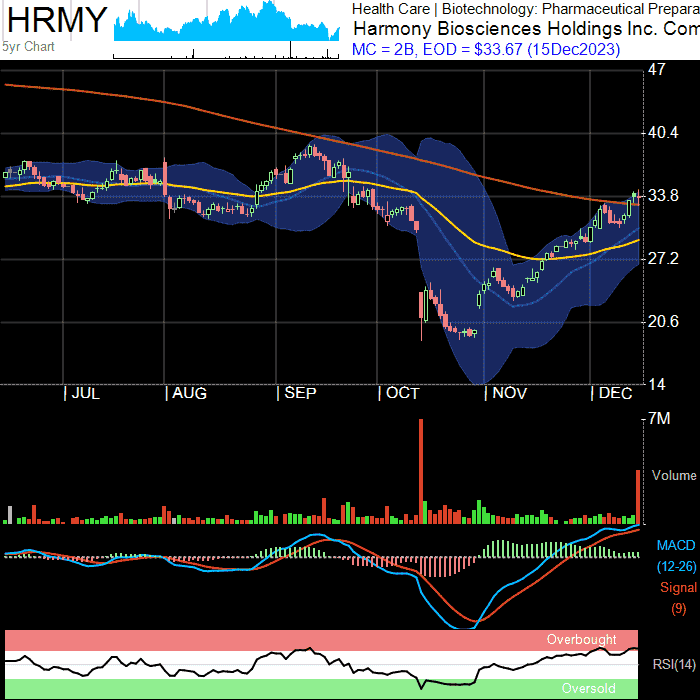 HRMY
5yr Chart
Health Care | Biotechnology: Pharmaceutical Prepara
Harmony Biosciences Holdings Inc. Com
MC = 2B, EOD = $33.67 (15Dec2023)
47
40.4
33.8
27.2
20.6
14
JUL
AUG
SEP
OCT
NOV
DEC
7M
Volume
MACD
(12-26)
Signal
(9)
Overbought
RSI(14)
Oversold